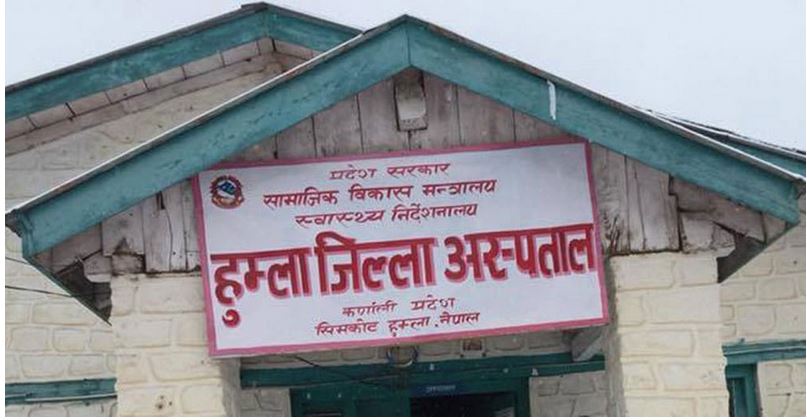 प्रदेश सरकार
सामाजिक विकास मन्त्रालय
स्वास्थ्य निर्देशनालय
हुम्ला जिल्ला अस्पताल
कर्णाली प्रदेश
सिमकोट हुम्ला, नेपाल